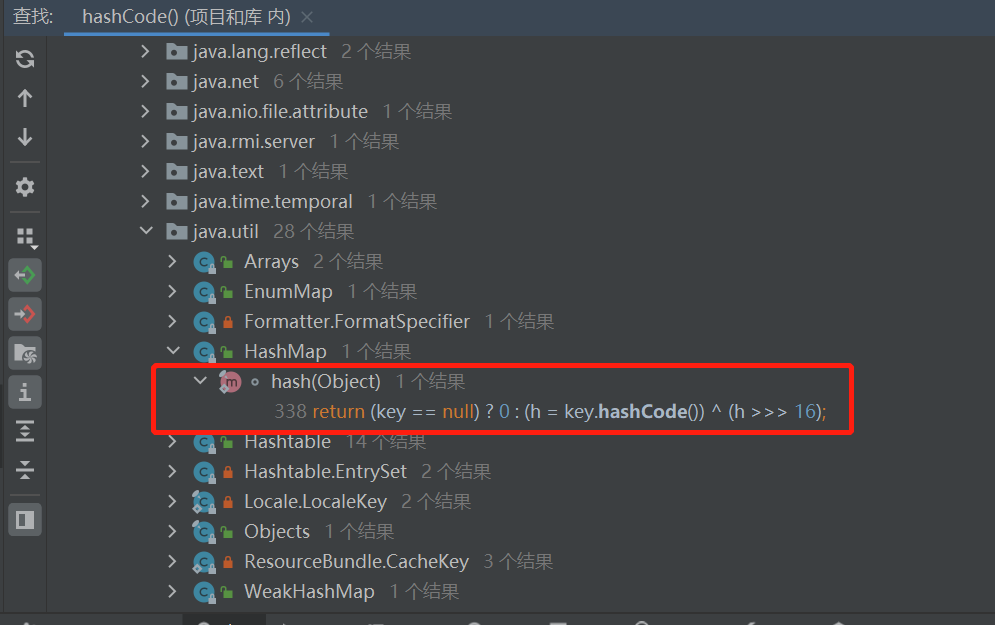 查找: hashCode() (项目和库 内)
java.lang.reflect 2 个结果
java.net 6 个结果
java.nio.file.attribute 1 个结果
java.rmi.server 1 个结果
java.text 1 个结果
java.time.temporal 1 个结果
java.util 28 个结果
Arrays 2 个结果
EnumMap 1 个结果
Formatter.FormatSpecifier 1 个结果
HashMap 1 个结果
hash(Object) 1 个结果
338 return (key == null) ? 0 : (h = key.hashCode()) ^ (h >>> 16);
Hashtable 14 个结果
Hashtable.EntrySet 2 个结果
Locale.LocaleKey 2 个结果
Objects 1 个结果
ResourceBundle.CacheKey 3 个结果
WeakHashMap 1 个结果